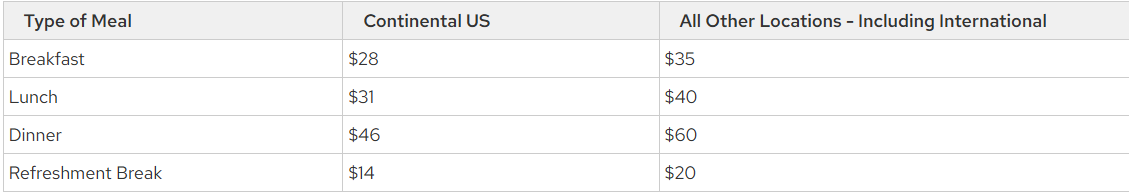 Type of Meal Continental US All Other Locations - Including International
Breakfast $28 $35
Lunch $31 $40
Dinner $46 $60
Refreshment Break $14 $20